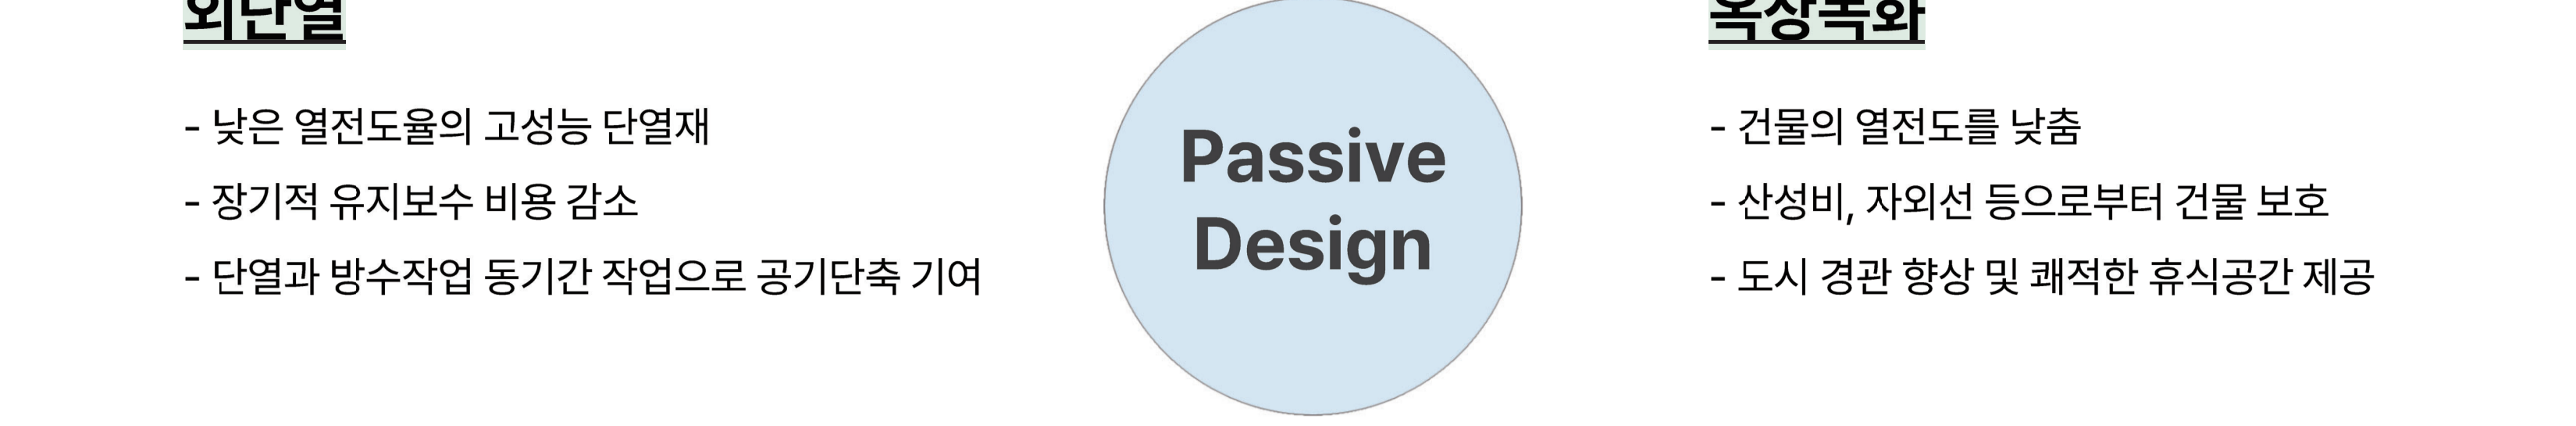 외단열
- 낮은 열전도율의 고성능 단열재
- 장기적 유지보수 비용 감소
- 단열과 방수작업 동기간 작업으로 공기단축 기여
Passive
Design
옥상녹화
- 건물의 열전도를 낮춤
- 산성비, 자외선 등으로부터 건물 보호
- 도시 경관 향상 및 쾌적한 휴식공간 제공